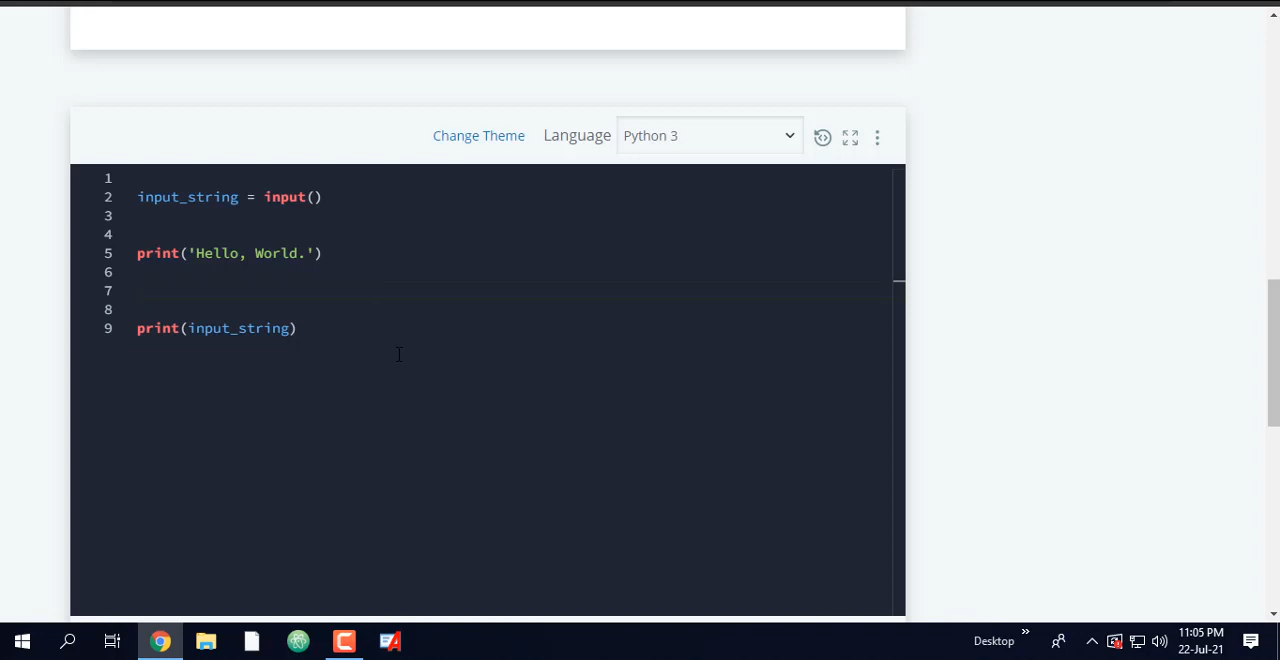 Change Theme Language Python 3
1
2 input_string = input()
3
4
5 print('Hello, World.')
6
7
8
9 print(input_string)
Desktop » 11:05 PM
22-Jul-21